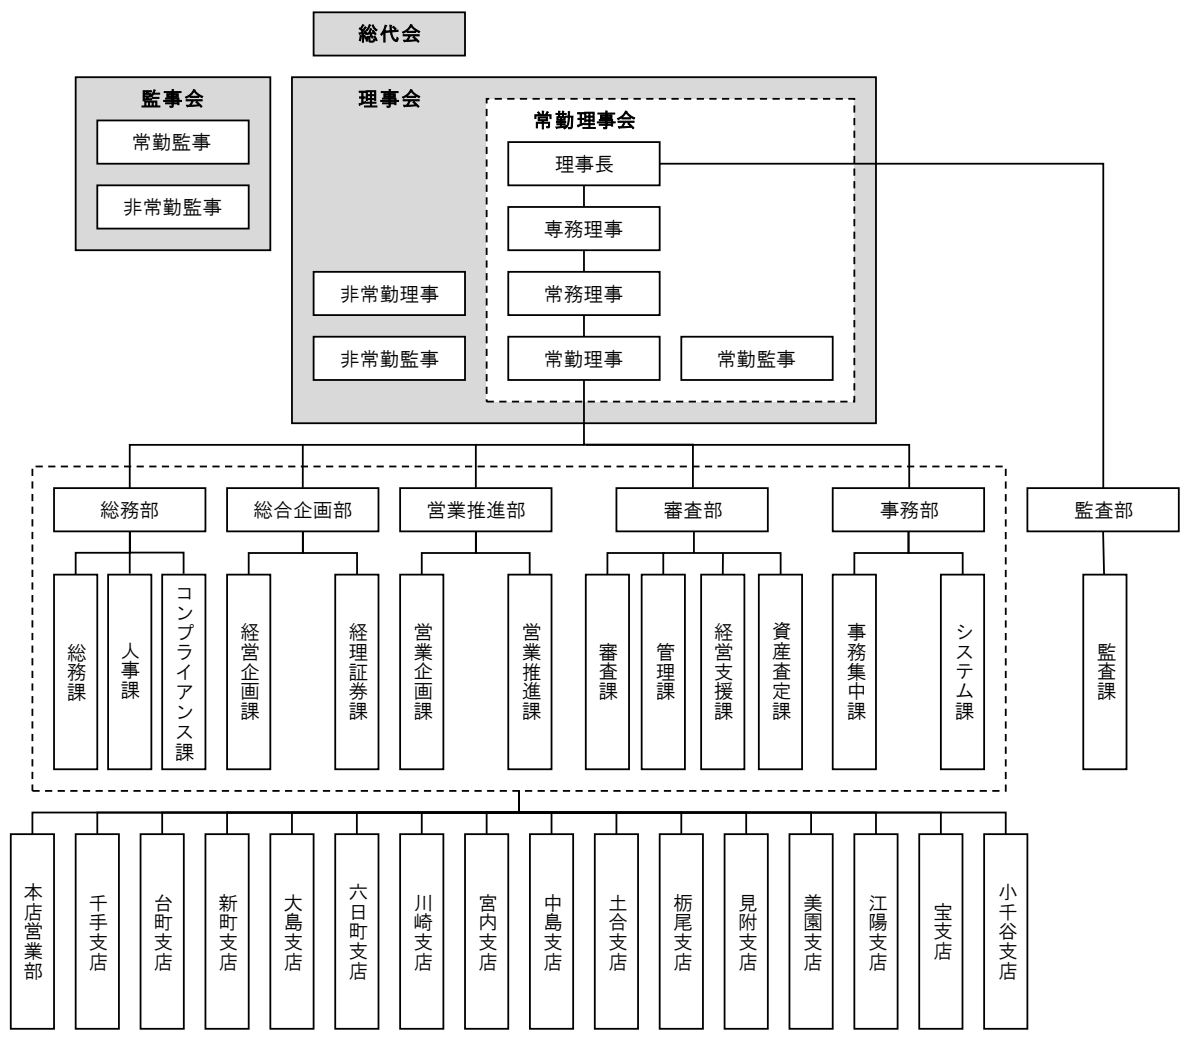 総代会
監事会
常勤監事
非常勤監事
理事会
常勤理事会
理事長
専務理事
非常勤理事
常務理事
非常勤監事
常勤理事
常勤監事
総務部
総合企画部
営業推進部
審査部
事務部
監査部
総務課
人事課
コンプライアンス課
経営企画課
経理証券課
営業企画課
営業推進課
審査課
管理課
経営支援課
資産査定課
事務集中課
システム課
監査課
本店営業部
千手支店
台町支店
新町支店
大島支店
六日町支店
川崎支店
宮内支店
中島支店
土合支店
栃尾支店
見附支店
美園支店
江陽支店
宝支店
小千谷支店